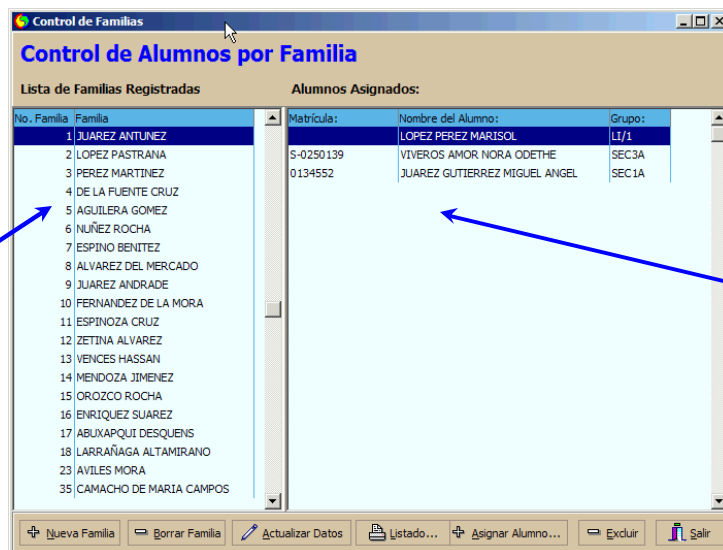 Control de Familias
Control de Alumnos por Familia
Lista de Familias Registradas Alumnos Asignados:
No. Familia Familia Matrícula: Nombre del Alumno: Grupo:
1 JUAREZ ANTUNEZ LOPEZ PEREZ MARISOL LI/1
2 LOPEZ PASTRANA S-0250139 VIVEROS AMOR NORA ODETHE SEC3A
3 PEREZ MARTINEZ 0134552 JUAREZ GUTIERREZ MIGUEL ANGEL SEC1A
4 DE LA FUENTE CRUZ
5 AGUILERA GOMEZ
6 NUÑEZ ROCHA
7 ESPINO BENITEZ
8 ALVAREZ DEL MERCADO
9 JUAREZ ANDRADE
10 FERNANDEZ DE LA MORA
11 ESPINOZA CRUZ
12 ZETINA ALVAREZ
13 VENCES HASSAN
14 MENDOZA JIMENEZ
15 OROZCO ROCHA
16 ENRIQUEZ SUAREZ
17 ABUXAPQUI DESQUENS
18 LARRAÑAGA ALTAMIRANO
23 AVILES MORA
35 CAMACHO DE MARIA CAMPOS
Nueva Familia Borrar Familia Actualizar Datos Listado... Asignar Alumno... Excluir Salir